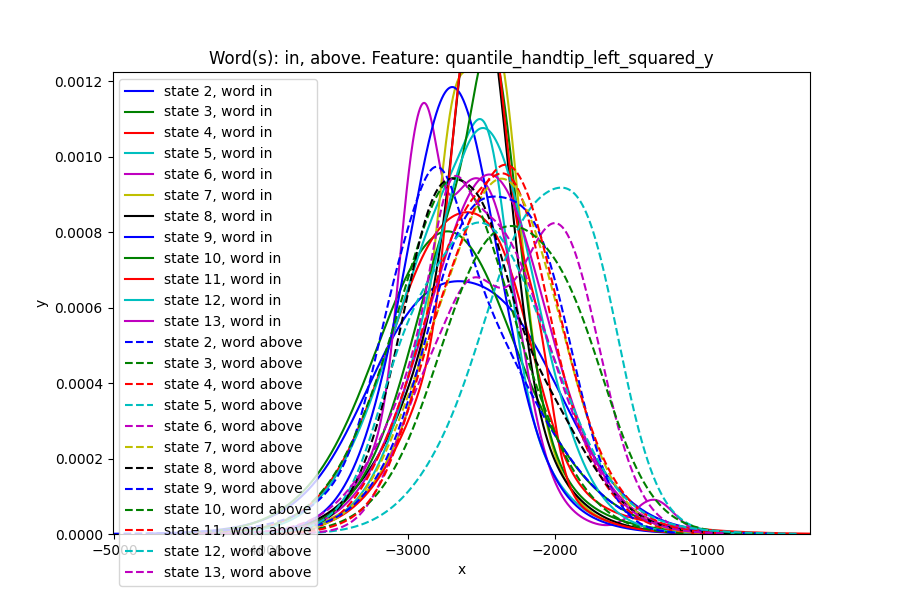 Word(s): in, above. Feature: quantile_handtip_left_squared_y
0.0012
0.0010
0.0008
0.0006
0.0004
0.0002
0.0000
y
state 2, word in
state 3, word in
state 4, word in
state 5, word in
state 6, word in
state 7, word in
state 8, word in
state 9, word in
state 10, word in
state 11, word in
state 12, word in
state 13, word in
state 2, word above
state 3, word above
state 4, word above
state 5, word above
state 6, word above
state 7, word above
state 8, word above
state 9, word above
state 10, word above
state 11, word above
state 12, word above
state 13, word above
−5000 −4000 −3000 −2000 −1000
x